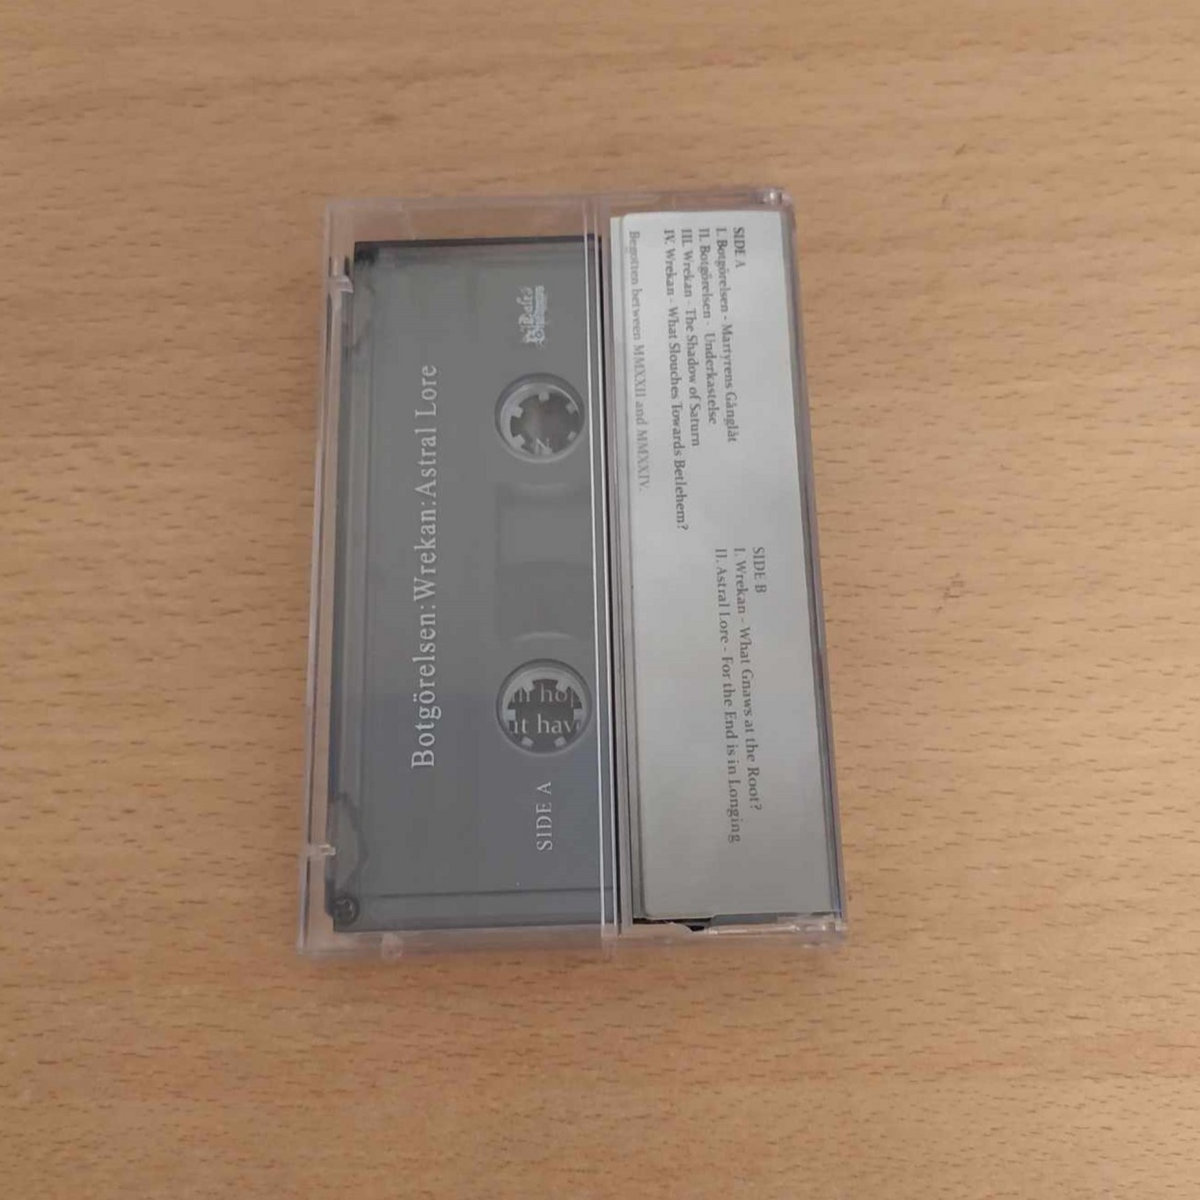 Botgörelsen:Wrekan:Astral Lore
SIDE A
ut hav
SIDE A
I. Botgörelsen - Martyrens Gånglåt
II. Botgörelsen - Underkastelse
III. Wrekan - The Shadow of Saturn
IV. Wrekan - What Slouches Towards Betlehem?
Begotten between MMXXII and MMXXIV.
SIDE B
I. Wrekan - What Gnaws at the Root?
II. Astral Lore - For the End is in Longing